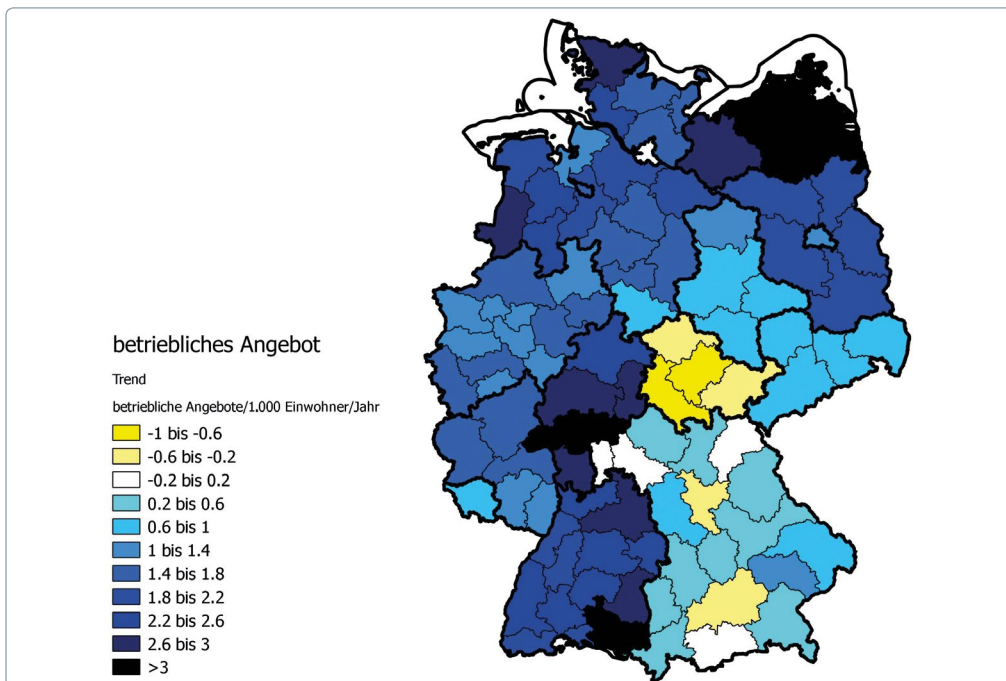 betriebliches Angebot
Trend
betriebliche Angebote/1.000 Einwohner/Jahr
-1 bis -0.6
-0.6 bis -0.2
-0.2 bis 0.2
0.2 bis 0.6
0.6 bis 1
1 bis 1.4
1.4 bis 1.8
1.8 bis 2.2
2.2 bis 2.6
2.6 bis 3
>3